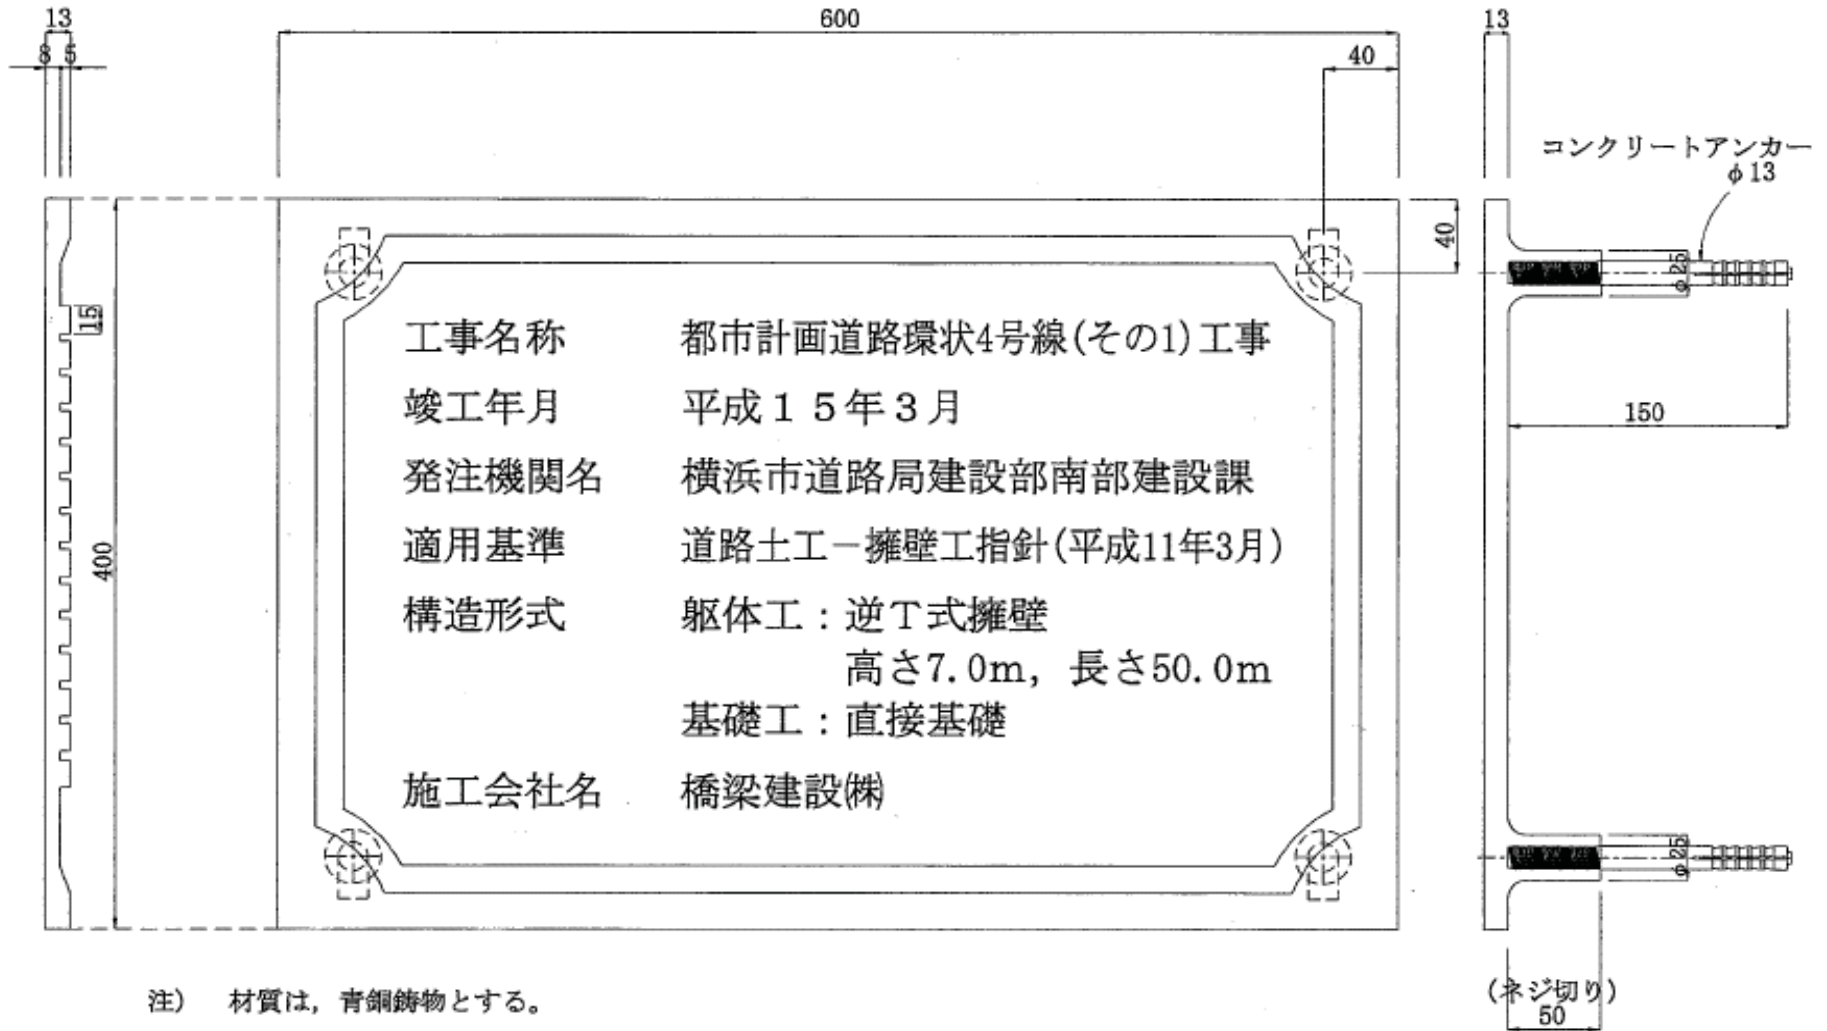 13
600
13
8 5
40
コンクリートアンカー
φ13
40
φ25
15
工事名称 都市計画道路環状4号線(その1)工事
竣工年月 平成15年3月
150
発注機関名 横浜市道路局建設部南部建設課
適用基準 道路土工－擁壁工指針(平成11年3月)
400
構造形式 躯体工：逆T式擁壁
高さ7.0m，長さ50.0m
基礎工：直接基礎
施工会社名 橋梁建設㈱
φ25
(ネジ切り)
50
注) 材質は，青銅鋳物とする。